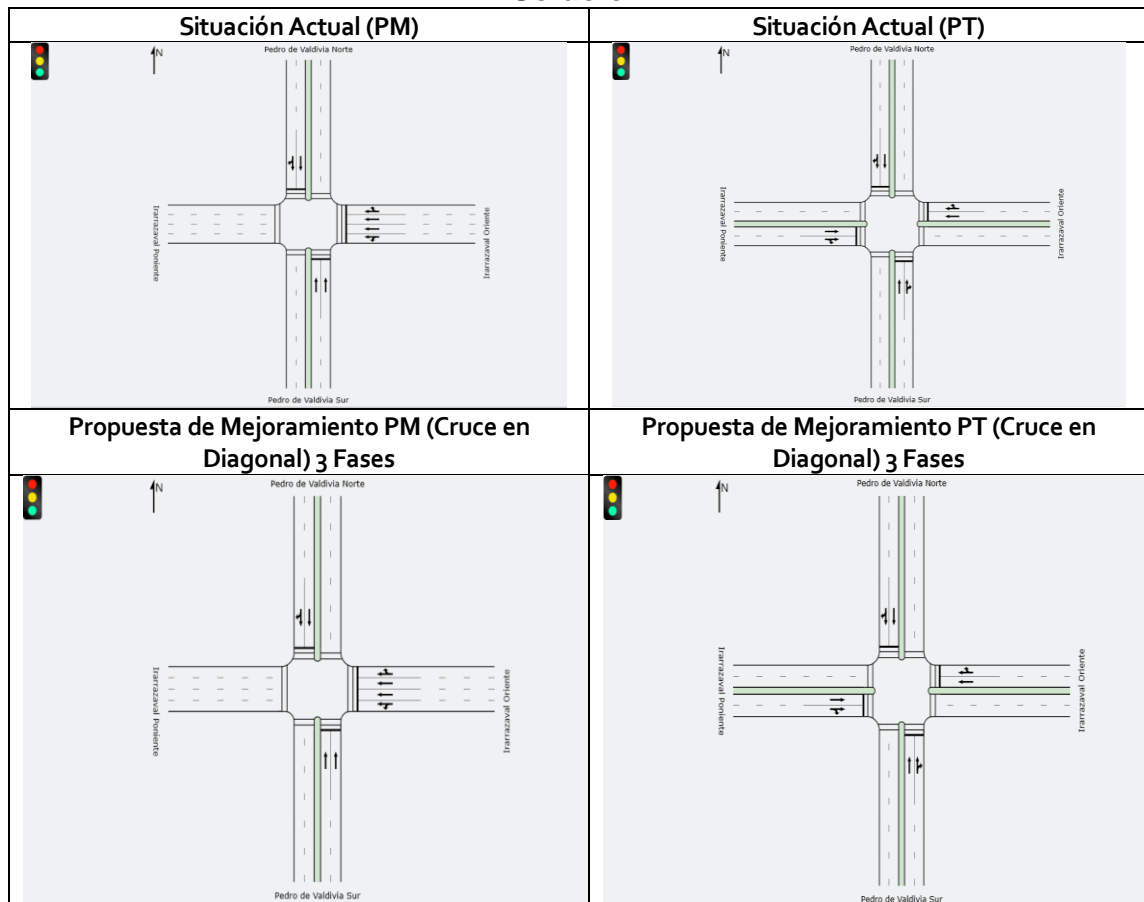 Situación Actual (PM)
Situación Actual (PT)
N
Pedro de Valdivia Norte
Irarrazaval Poniente
Irarrazaval Oriente
Pedro de Valdivia Sur
N
Pedro de Valdivia Norte
Irarrazaval Poniente
Irarrazaval Oriente
Pedro de Valdivia Sur
Propuesta de Mejoramiento PM (Cruce en
Diagonal) 3 Fases
Propuesta de Mejoramiento PT (Cruce en
Diagonal) 3 Fases
N
Pedro de Valdivia Norte
Irarrazaval Poniente
Irarrazaval Oriente
Pedro de Valdivia Sur
N
Pedro de Valdivia Norte
Irarrazaval Poniente
Irarrazaval Oriente
Pedro de Valdivia Sur